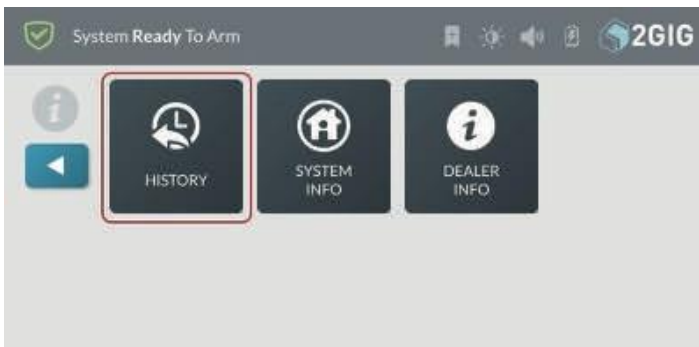 System Ready To Arm
2GIG
HISTORY
SYSTEM
INFO
DEALER
INFO